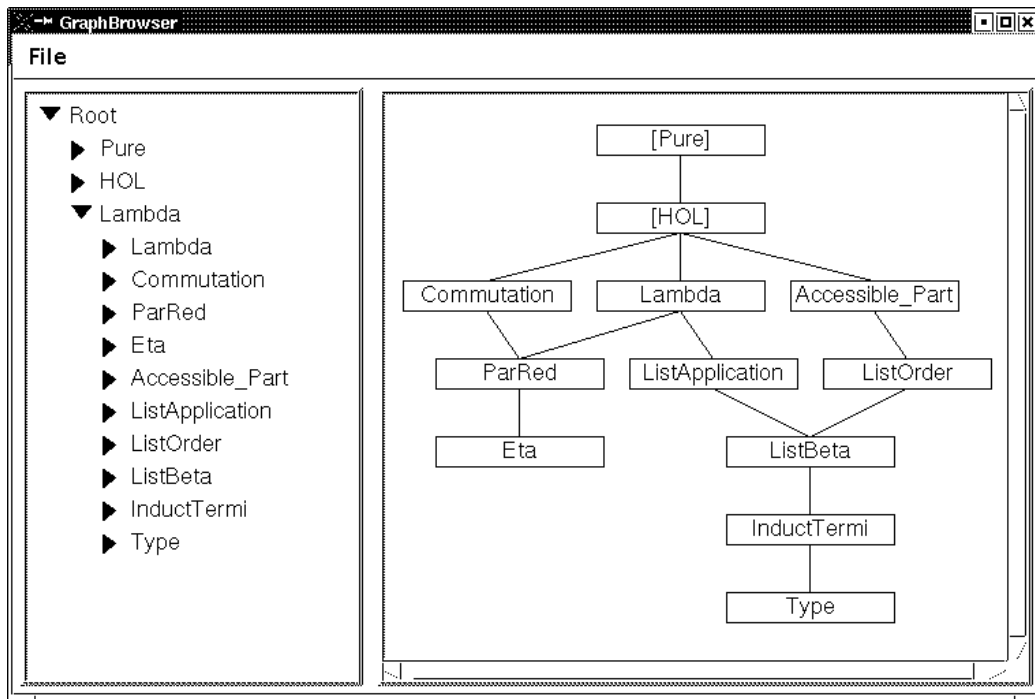 GraphBrowser
File
Root
Pure
HOL
Lambda
Lambda
Commutation
ParRed
Eta
Accessible_Part
ListApplication
ListOrder
ListBeta
InductTermi
Type
[Pure]
[HOL]
Commutation Lambda Accessible_Part
ParRed ListApplication ListOrder
Eta ListBeta
InductTermi
Type